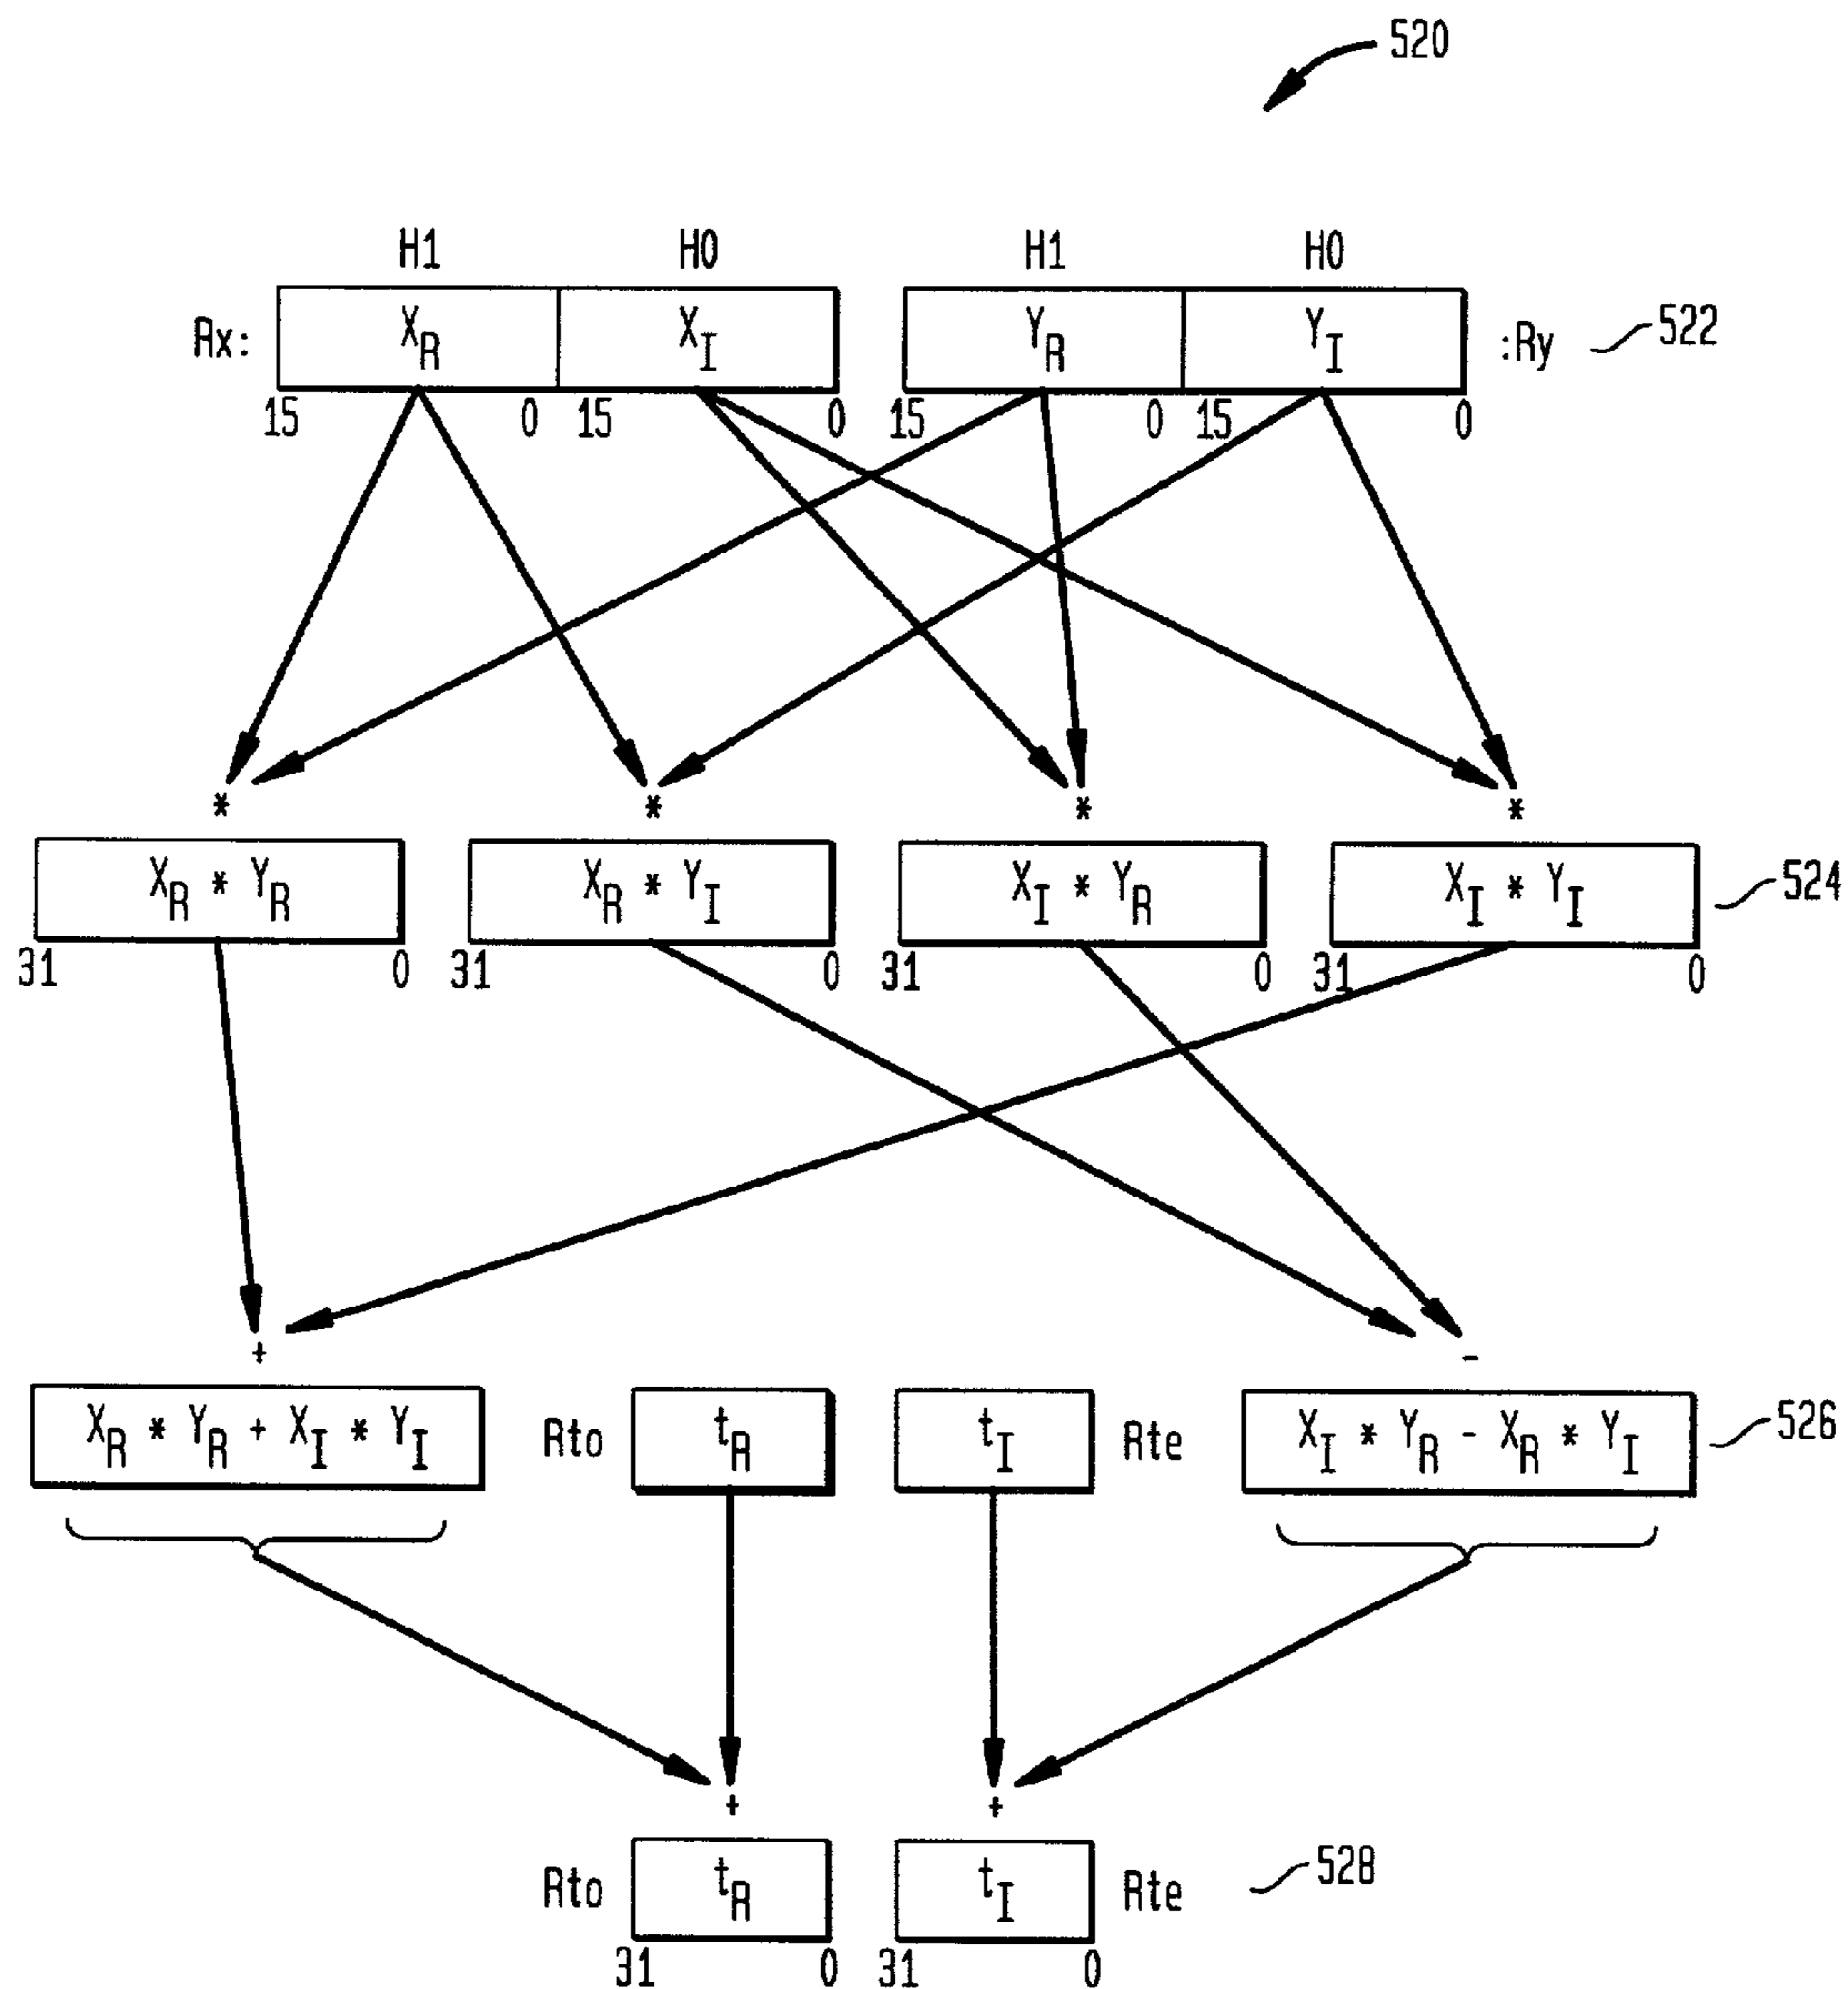 520
H1 H0 H1 H0
Rx: X_R X_I Y_R Y_I :Ry 522
15 0 15 0 15 0 15 0
* * * *
X_R * Y_R X_R * Y_I X_I * Y_R X_I * Y_I 524
31 0 31 0 31 0 31 0
+ -
X_R * Y_R + X_I * Y_I Rto t_R t_I Rte X_I * Y_R - X_R * Y_I 526
+ +
Rto t_R t_I Rte 528
31 0 31 0